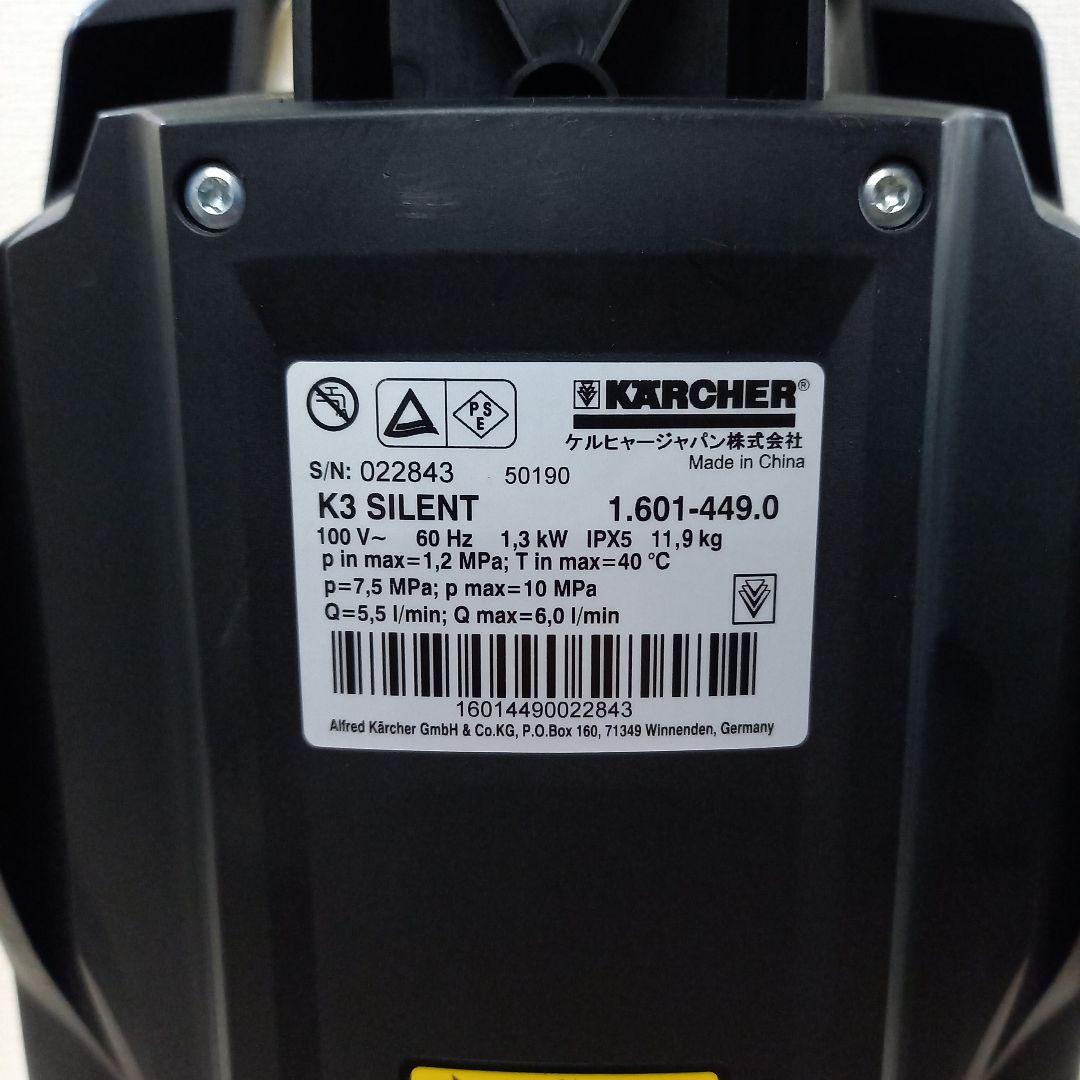 P S E
KÄRCHER®
ケルヒャージャパン株式会社
Made in China
S/N: 022843 50190
K3 SILENT 1.601-449.0
100 V~ 60 Hz 1,3 kW IPX5 11,9 kg
p in max=1,2 MPa; T in max=40 °C
p=7,5 MPa; p max=10 MPa
Q=5,5 l/min; Q max=6,0 l/min
16014490022843
Alfred Kärcher GmbH & Co.KG, P.O.Box 160, 71349 Winnenden, Germany